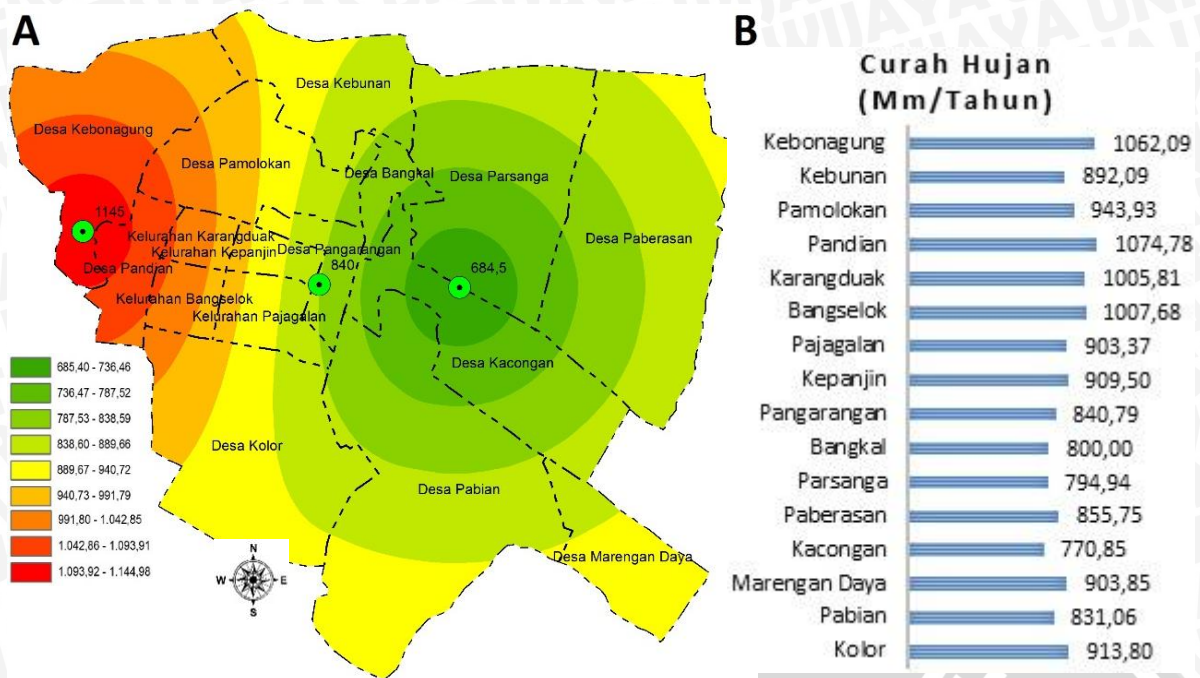 A
Desa Kebunan
Desa Kebonagung
Desa Pamolokan
Desa Bangkal
Desa Parsanga
1145
Kelurahan Karangduak
Kelurahan Kepanjin
Desa Pangarangan
Desa Paberasan
Desa Pandian
840
684,5
Kelurahan Bangselok
Kelurahan Pajagalan
Desa Kacongan
Desa Kolor
Desa Pabian
Desa Marengan Daya
685,40 - 736,46
736,47 - 787,52
787,53 - 838,59
838,60 - 889,66
889,67 - 940,72
940,73 - 991,79
991,80 - 1.042,85
1.042,86 - 1.093,91
1.093,92 - 1.144,98
N
W E
S
B
Curah Hujan
(Mm/Tahun)
Kebonagung 1062,09
Kebunan 892,09
Pamolokan 943,93
Pandian 1074,78
Karangduak 1005,81
Bangselok 1007,68
Pajagalan 903,37
Kepanjin 909,50
Pangarangan 840,79
Bangkal 800,00
Parsanga 794,94
Paberasan 855,75
Kacongan 770,85
Marengan Daya 903,85
Pabian 831,06
Kolor 913,80